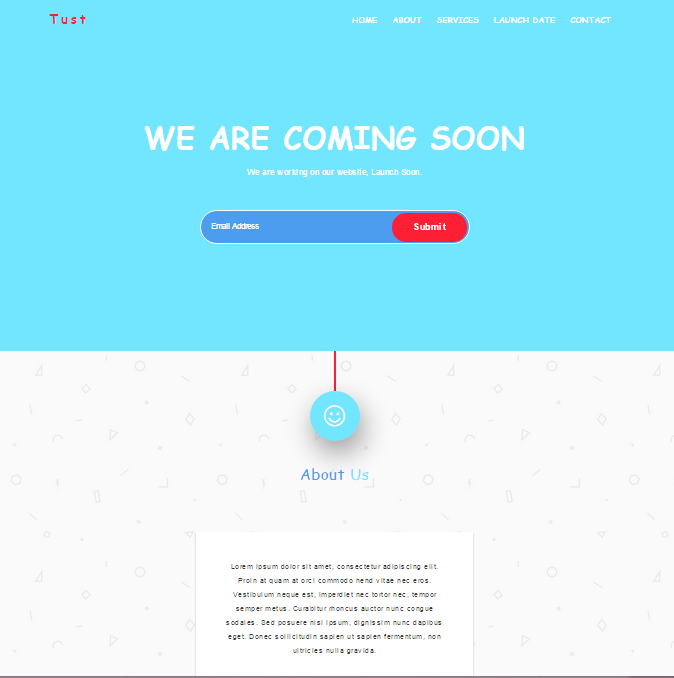 Tust
HOME ABOUT SERVICES LAUNCH DATE CONTACT
WE ARE COMING SOON
We are working on our website, Launch Soon.
Email Address
Submit
About Us
Lorem ipsum dolor sit amet, consectetur adipiscing elit.
Proin at quam at orci commodo hend vitae nec eros.
Vestibulum neque est, imperdiet nec tortor nec, tempor
semper metus. Curabitur rhoncus auctor nunc congue
sodales. Sed posuere nisi ipsum, dignissim nunc dapibus
eget. Donec sollicitudin sapien ut sapien fermentum, non
ultricies nulla gravida.